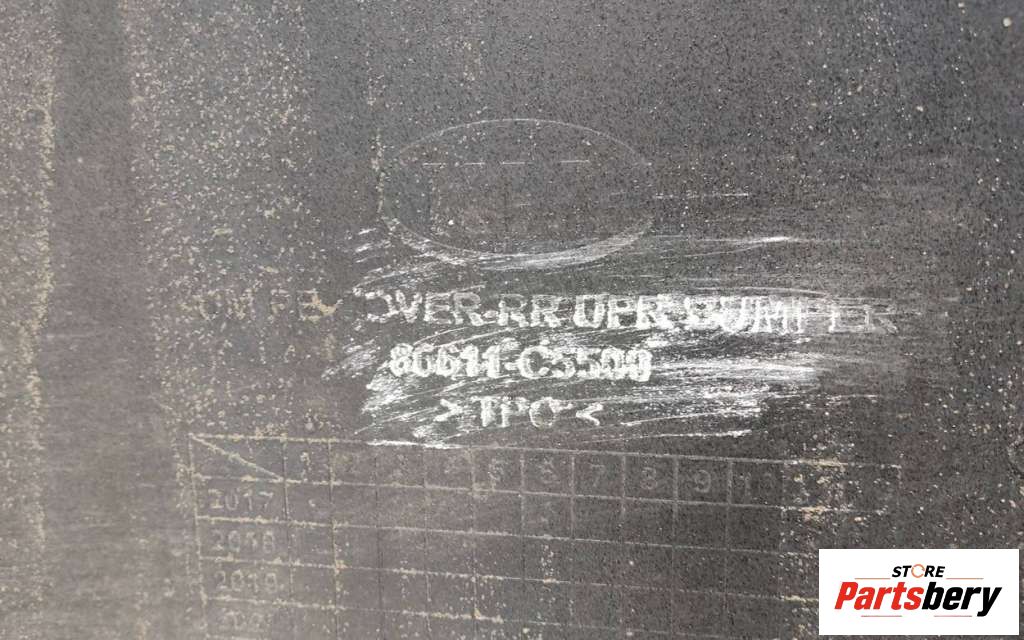 COVER-RR UPR BUMPER
86611-C5500
>TPO<
1 2 3 4 5 6 7 8 9
2017
2018
2019
STORE
Partsbery